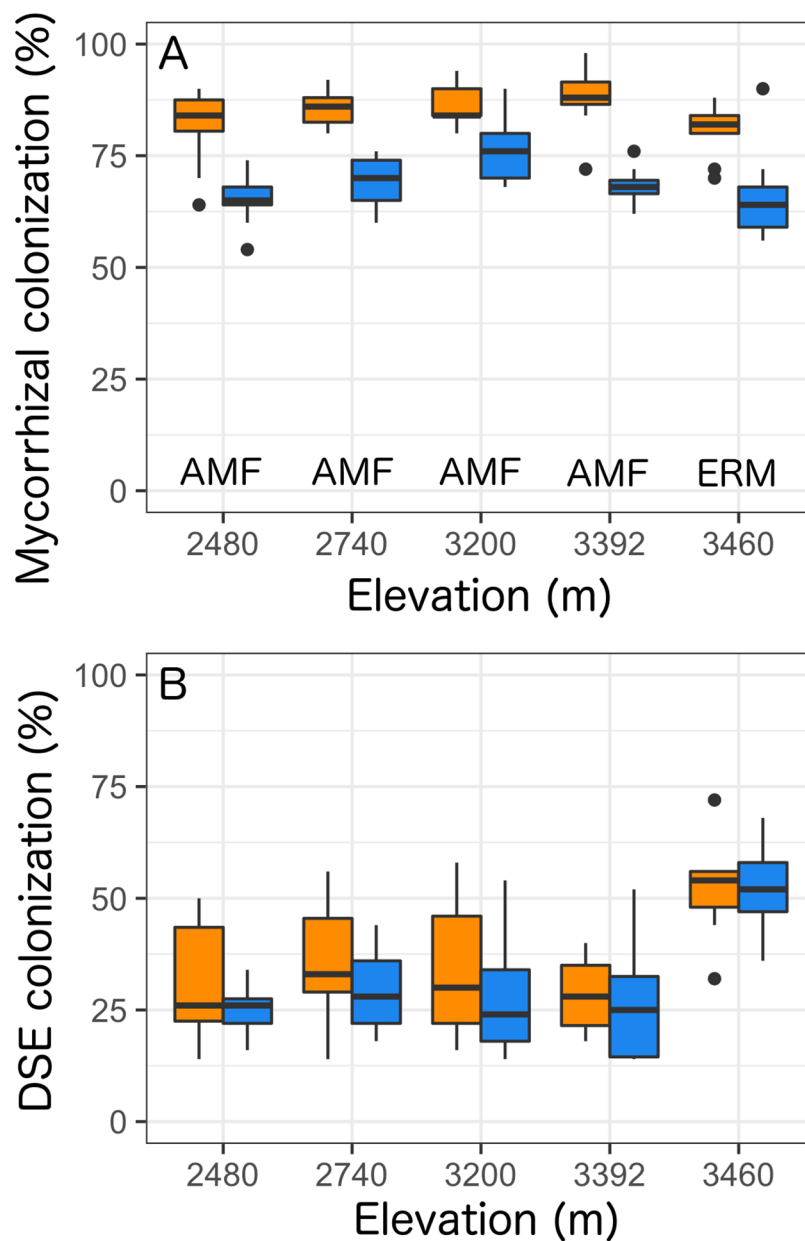 A
Mycorrhizal colonization (%)
100
75
50
25
0
AMF AMF AMF AMF ERM
2480 2740 3200 3392 3460
Elevation (m)
B
DSE colonization (%)
100
75
50
25
0
2480 2740 3200 3392 3460
Elevation (m)